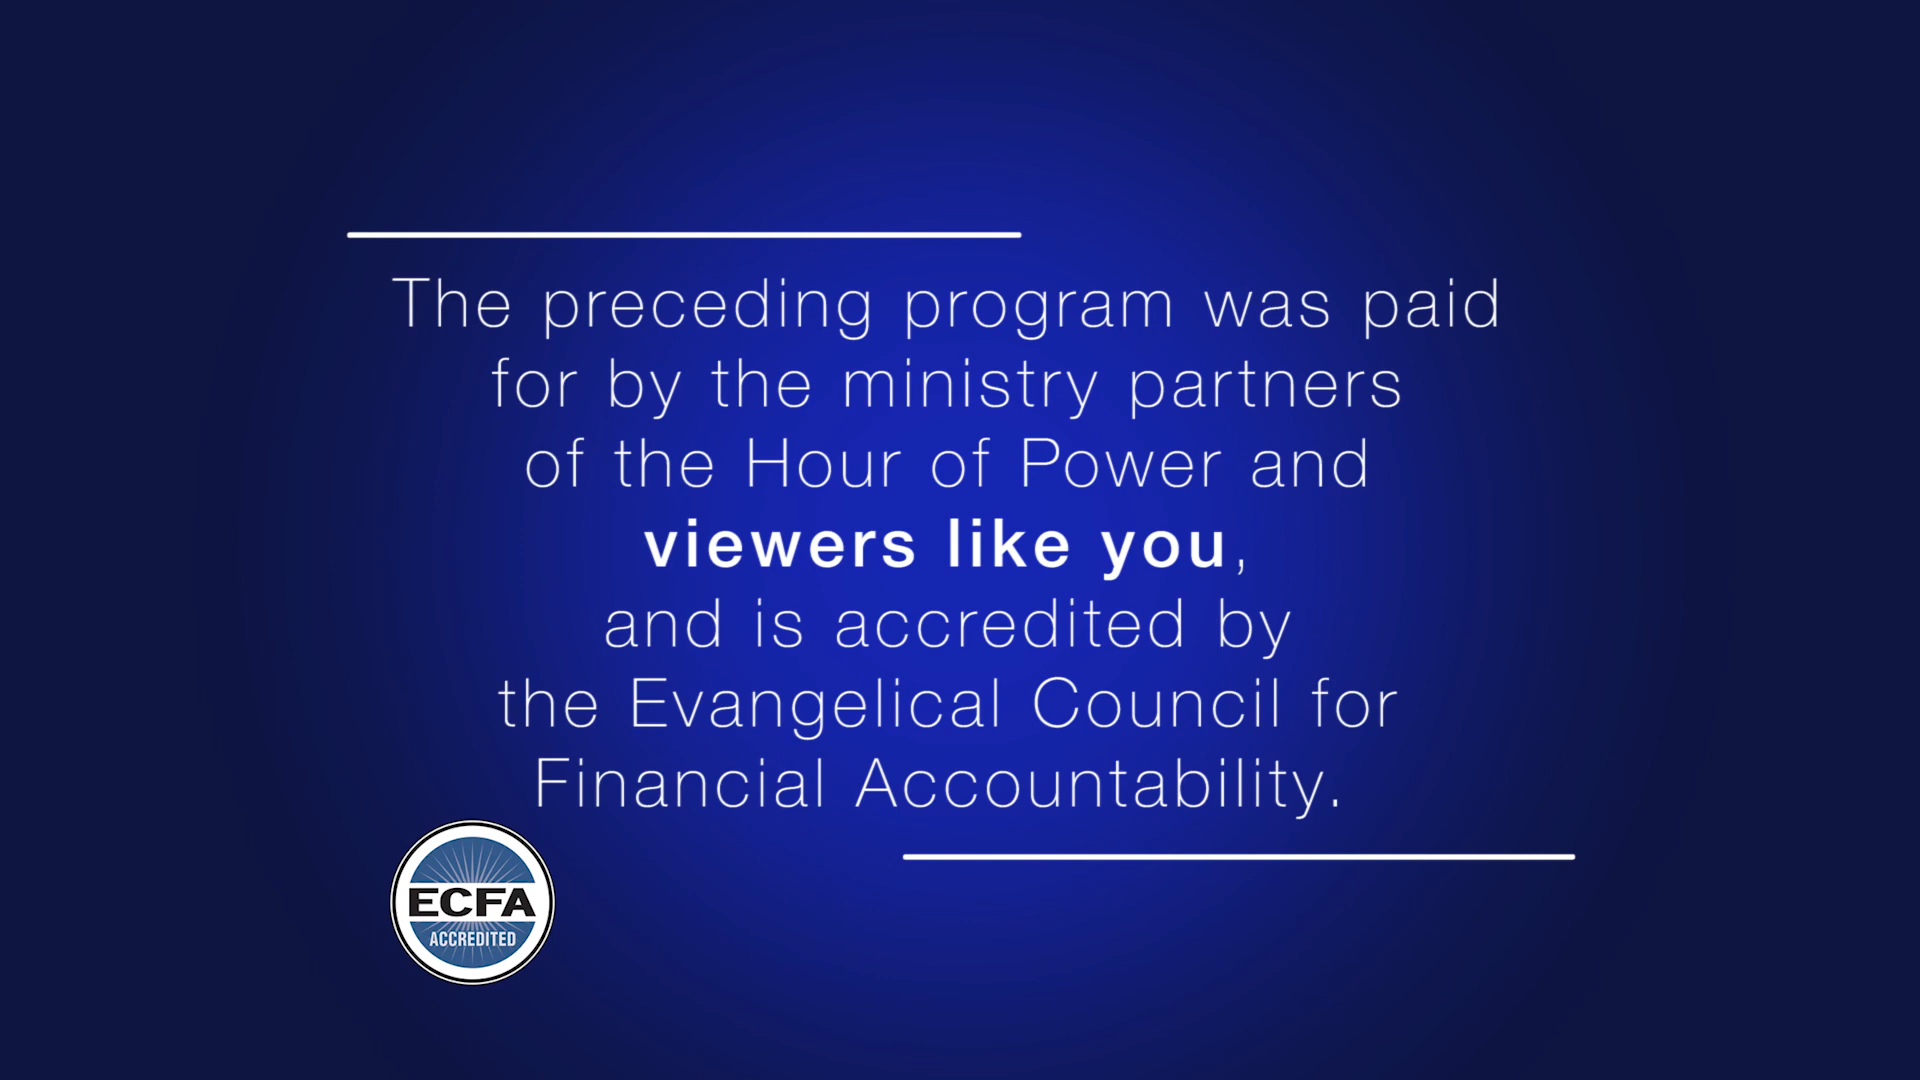 The preceding program was paid
for by the ministry partners
of the Hour of Power and
viewers like you,
and is accredited by
the Evangelical Council for
Financial Accountability.
ECFA
ACCREDITED